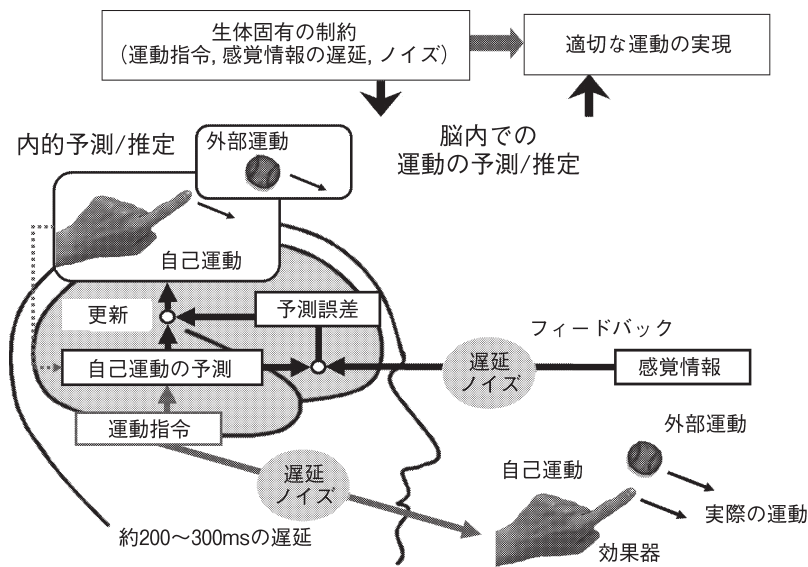 生体固有の制約
(運動指令, 感覚情報の遅延, ノイズ)
適切な運動の実現
内的予測/推定
外部運動
脳内での
運動の予測/推定
自己運動
更新
予測誤差
フィードバック
自己運動の予測
遅延
ノイズ
感覚情報
運動指令
外部運動
遅延
ノイズ
自己運動
実際の運動
約200〜300msの遅延
効果器